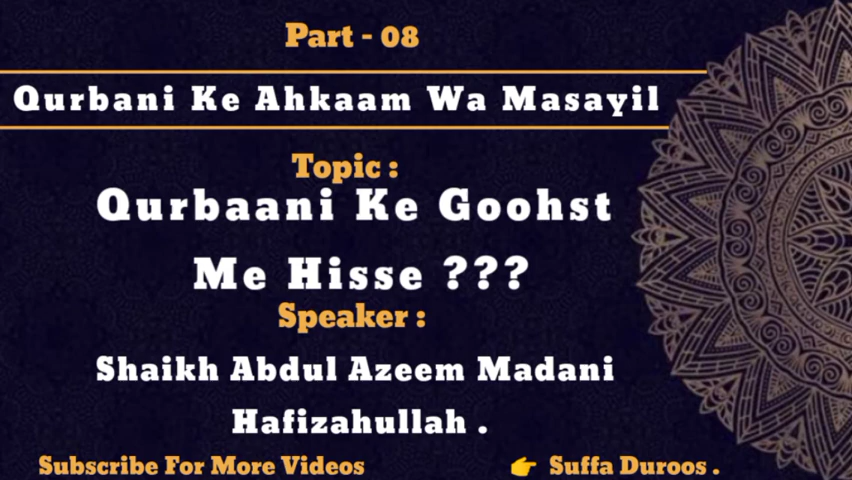 Part - 08
Qurbani Ke Ahkaam Wa Masayil
Topic :
Qurbaani Ke Goohst
Me Hisse ???
Speaker :
Shaikh Abdul Azeem Madani
Hafizahullah .
Subscribe For More Videos 👉 Suffa Duroos .